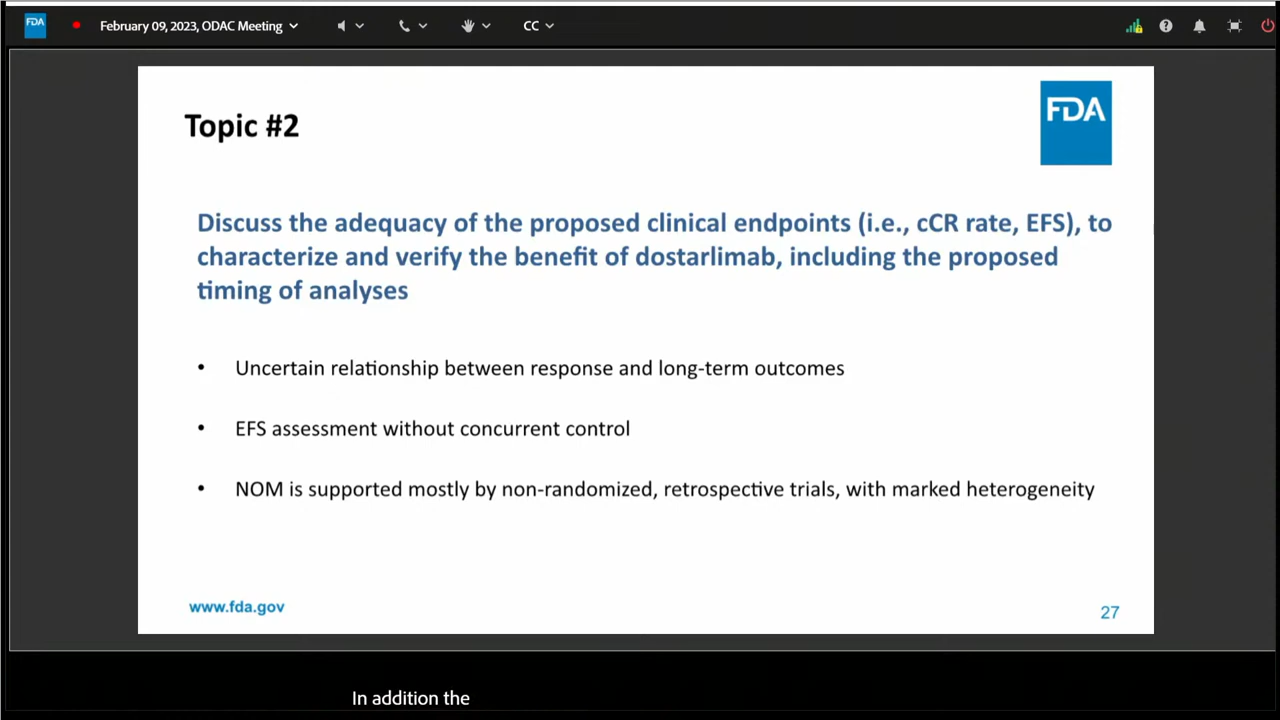 FDA
February 09, 2023, ODAC Meeting
CC
FDA
Topic #2
Discuss the adequacy of the proposed clinical endpoints (i.e., cCR rate, EFS), to
characterize and verify the benefit of dostarlimab, including the proposed
timing of analyses
• Uncertain relationship between response and long-term outcomes
• EFS assessment without concurrent control
• NOM is supported mostly by non-randomized, retrospective trials, with marked heterogeneity
www.fda.gov
27
In addition the